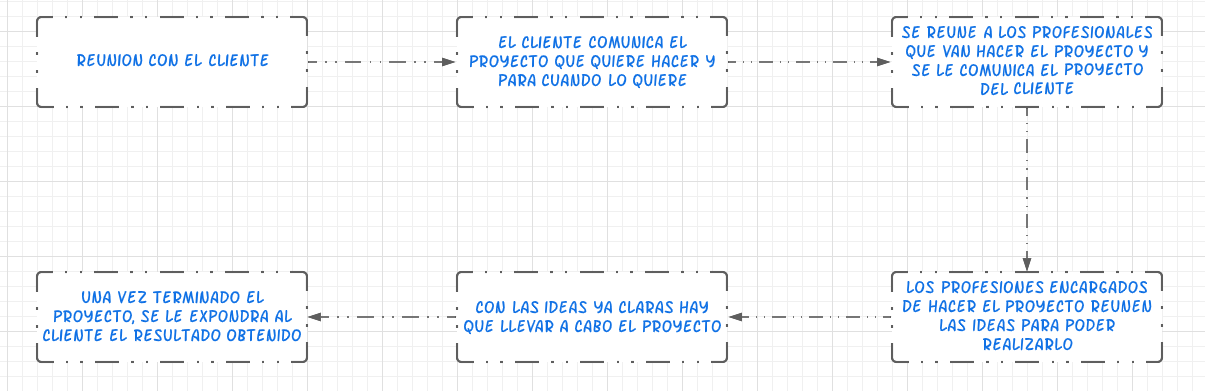 REUNION CON EL CLIENTE
EL CLIENTE COMUNICA EL
PROYECTO QUE QUIERE HACER Y
PARA CUANDO LO QUIERE
SE REUNE A LOS PROFESIONALES
QUE VAN HACER EL PROYECTO Y
SE LE COMUNICA EL PROYECTO
DEL CLIENTE
LOS PROFESIONES ENCARGADOS
DE HACER EL PROYECTO REUNEN
LAS IDEAS PARA PODER
REALIZARLO
CON LAS IDEAS YA CLARAS HAY
QUE LLEVAR A CABO EL PROYECTO
UNA VEZ TERMINADO EL
PROYECTO, SE LE EXPONDRA AL
CLIENTE EL RESULTADO OBTENIDO